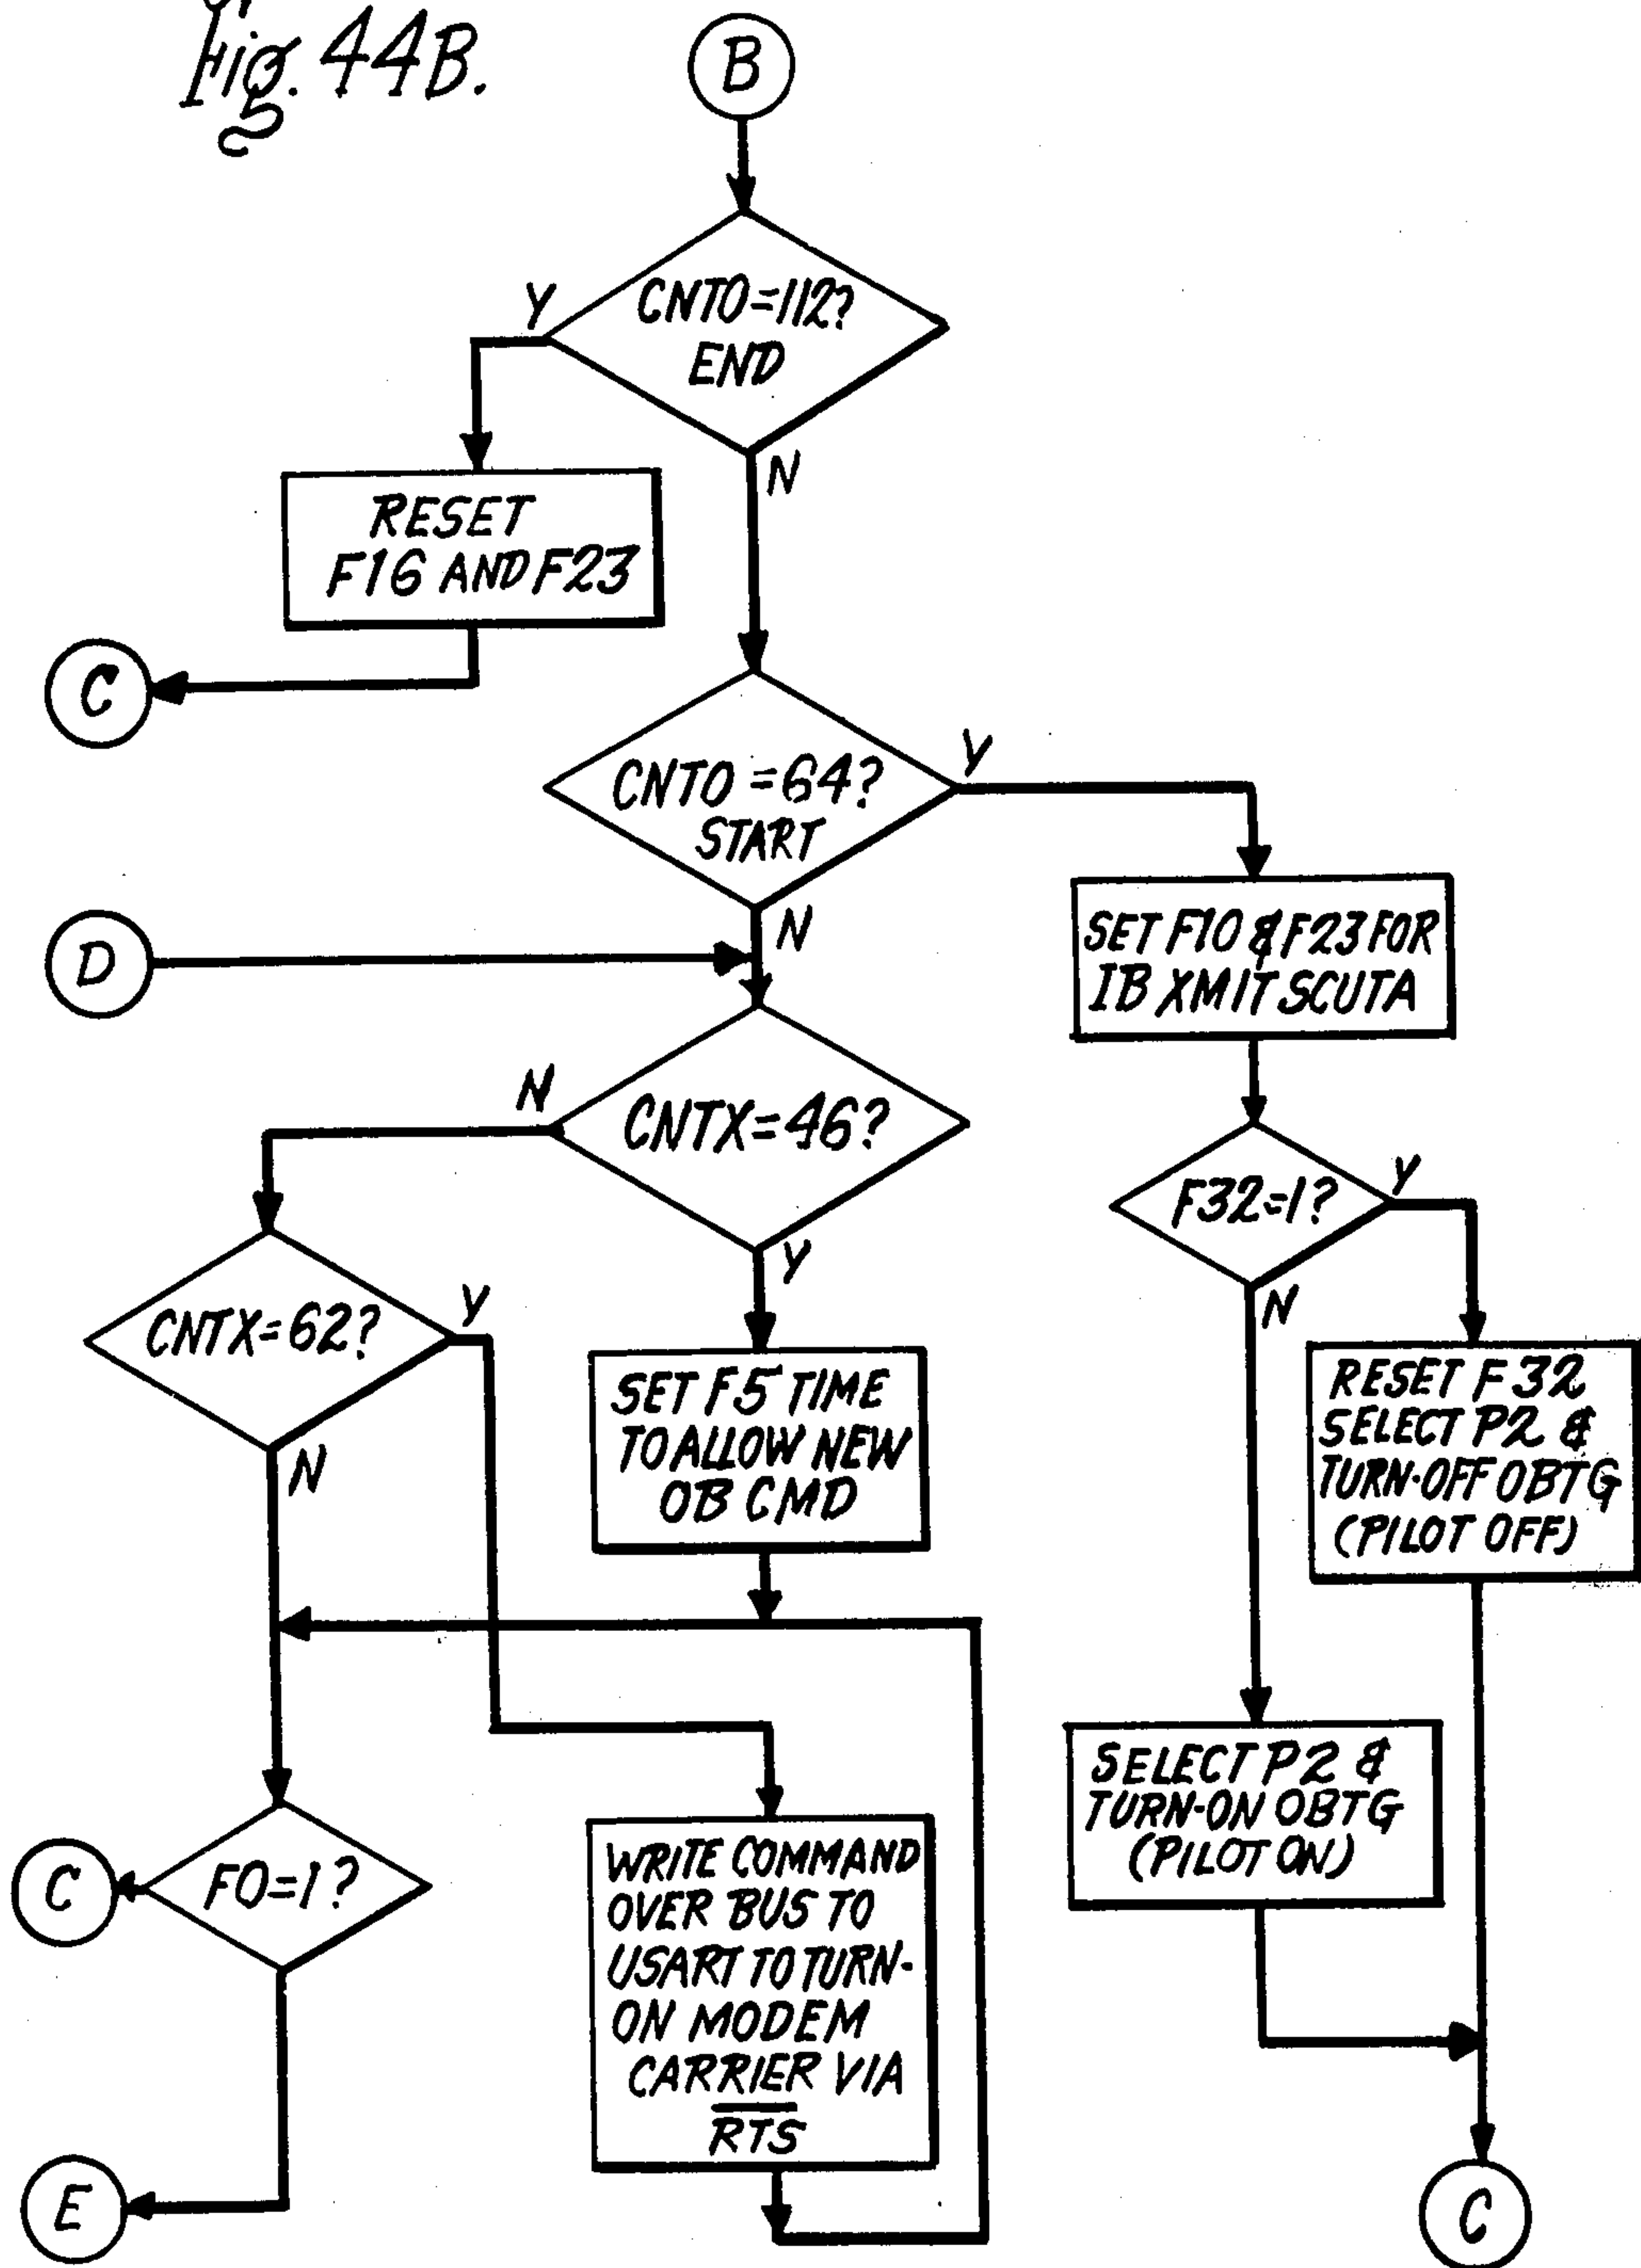 Fig. 44B.
B
CNTO=112?
END
Y
N
RESET
F16 AND F23
C
CNTO=64?
START
Y
N
D
SET F10 & F23 FOR
IB XMIT SCUTA
CNTX=46?
N
Y
F32=1?
Y
N
CNTX=62?
Y
N
SET F5 TIME
TO ALLOW NEW
OB CMD
RESET F32
SELECT P2 &
TURN-OFF OBTG
(PILOT OFF)
SELECT P2 &
TURN-ON OBTG
(PILOT ON)
FO=1?
C
WRITE COMMAND
OVER BUS TO
USART TO TURN-
ON MODEM
CARRIER VIA
R̅T̅S̅
E
C